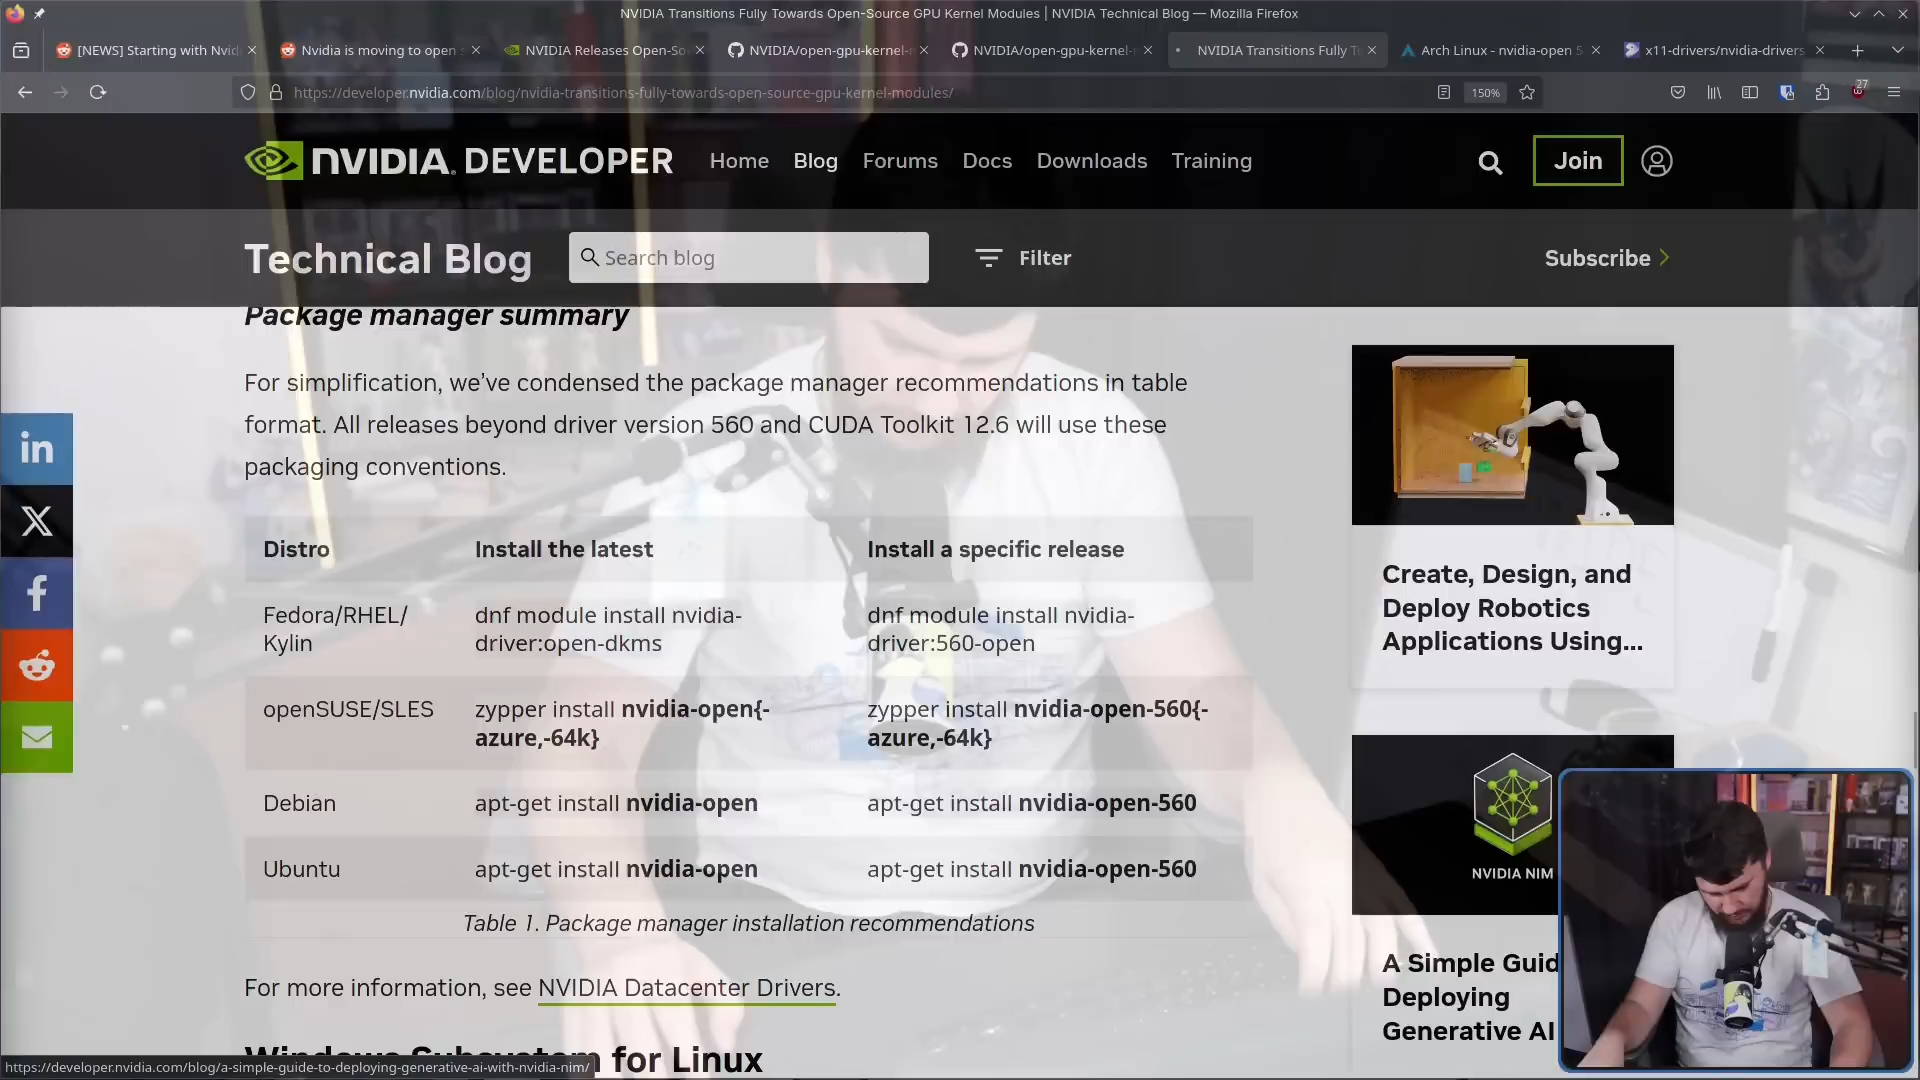 NVIDIA Transitions Fully Towards Open-Source GPU Kernel Modules | NVIDIA Technical Blog — Mozilla Firefox
[NEWS] Starting with Nvid
Nvidia is moving to open s
NVIDIA Releases Open-So
NVIDIA/open-gpu-kernel-
NVIDIA/open-gpu-kernel-
NVIDIA Transitions Fully T
Arch Linux - nvidia-open 5
x11-drivers/nvidia-drivers
https://developer.nvidia.com/blog/nvidia-transitions-fully-towards-open-source-gpu-kernel-modules/
150%
27
NVIDIA. DEVELOPER
Home
Blog
Forums
Docs
Downloads
Training
Join
Technical Blog
Search blog
Filter
Subscribe
Package manager summary
For simplification, we’ve condensed the package manager recommendations in table
format. All releases beyond driver version 560 and CUDA Toolkit 12.6 will use these
packaging conventions.
Distro
Install the latest
Install a specific release
Fedora/RHEL/
Kylin
dnf module install nvidia-
driver:open-dkms
dnf module install nvidia-
driver:560-open
openSUSE/SLES
zypper install nvidia-open{-
azure,-64k}
zypper install nvidia-open-560{-
azure,-64k}
Debian
apt-get install nvidia-open
apt-get install nvidia-open-560
Ubuntu
apt-get install nvidia-open
apt-get install nvidia-open-560
Table 1. Package manager installation recommendations
For more information, see NVIDIA Datacenter Drivers.
Windows Subsystem for Linux
in
X
f
Create, Design, and
Deploy Robotics
Applications Using...
NVIDIA NIM
A Simple Guid
Deploying
Generative AI
https://developer.nvidia.com/blog/a-simple-guide-to-deploying-generative-ai-with-nvidia-nim/